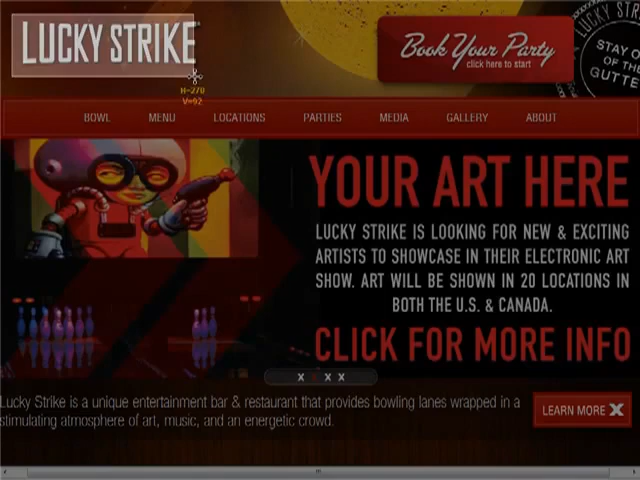 LUCKY STRIKE
Book Your Party
click here to start
LUCKY STRIKE
STAY O
OF THE
GUTTE
H=270
V=92
BOWL MENU LOCATIONS PARTIES MEDIA GALLERY ABOUT
YOUR ART HERE
LUCKY STRIKE IS LOOKING FOR NEW & EXCITING
ARTISTS TO SHOWCASE IN THEIR ELECTRONIC ART
SHOW. ART WILL BE SHOWN IN 20 LOCATIONS IN
BOTH THE U.S. & CANADA.
CLICK FOR MORE INFO
X X X
Lucky Strike is a unique entertainment bar & restaurant that provides bowling lanes wrapped in a
stimulating atmosphere of art, music, and an energetic crowd.
LEARN MORE X